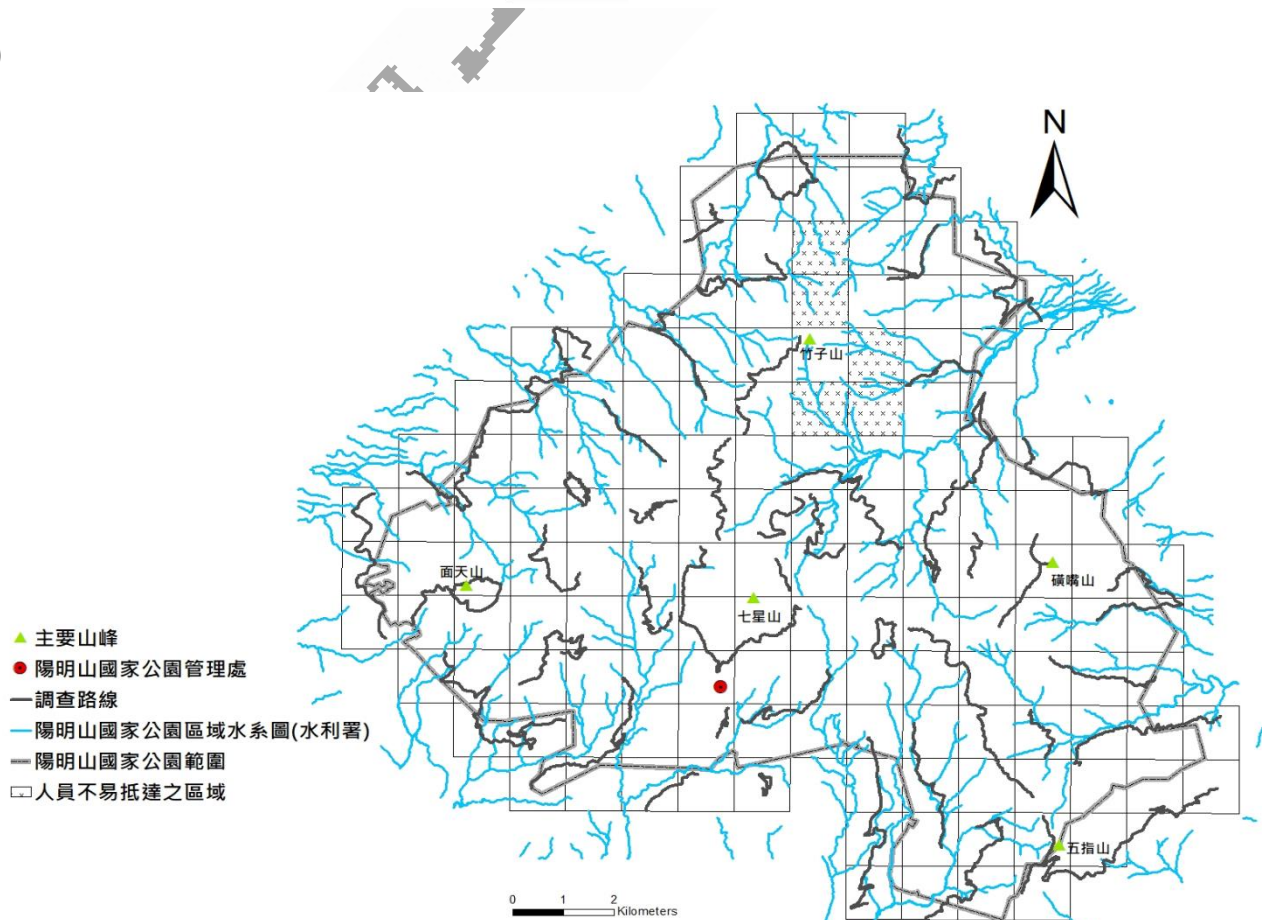 N
竹子山
面天山
磺嘴山
七星山
五指山
主要山峰
陽明山國家公園管理處
調查路線
陽明山國家公園區域水系圖(水利署)
陽明山國家公園範圍
人員不易抵達之區域
0 1 2
Kilometers